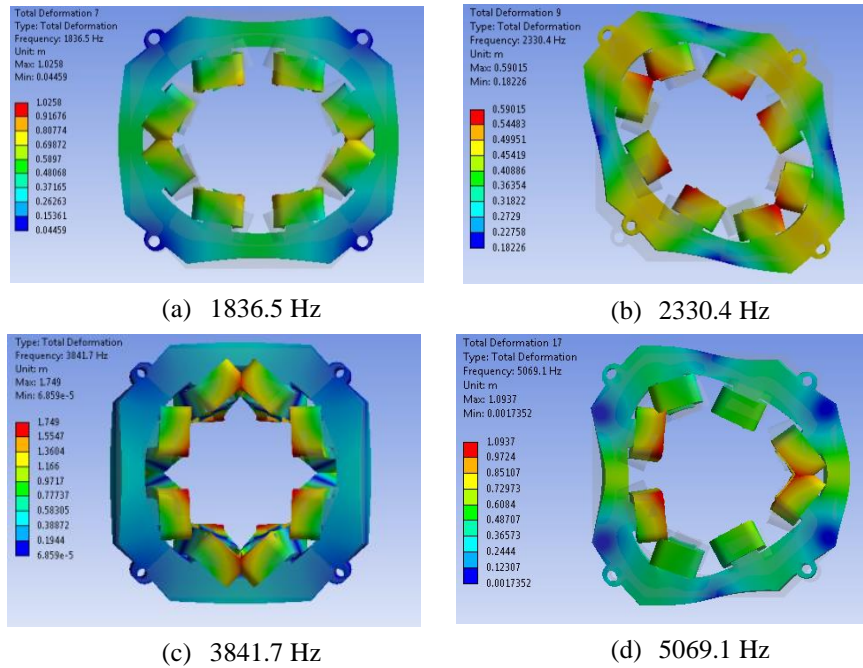 Total Deformation 7
Type: Total Deformation
Frequency: 1836.5 Hz
Unit: m
Max: 1.0258
Min: 0.04459
1.0258
0.91676
0.80774
0.69872
0.5897
0.48068
0.37165
0.26263
0.15361
0.04459
(a) 1836.5 Hz
Total Deformation 9
Type: Total Deformation
Frequency: 2330.4 Hz
Unit: m
Max: 0.59015
Min: 0.18226
0.59015
0.54483
0.49951
0.45419
0.40886
0.36354
0.31822
0.2729
0.22758
0.18226
(b) 2330.4 Hz
Type: Total Deformation
Frequency: 3841.7 Hz
Unit: m
Max: 1.749
Min: 6.859e-5
1.749
1.5547
1.3604
1.166
0.9717
0.77737
0.58305
0.38872
0.1944
6.859e-5
(c) 3841.7 Hz
Total Deformation 17
Type: Total Deformation
Frequency: 5069.1 Hz
Unit: m
Max: 1.0937
Min: 0.0017352
1.0937
0.9724
0.85107
0.72973
0.6084
0.48707
0.36573
0.2444
0.12307
0.0017352
(d) 5069.1 Hz